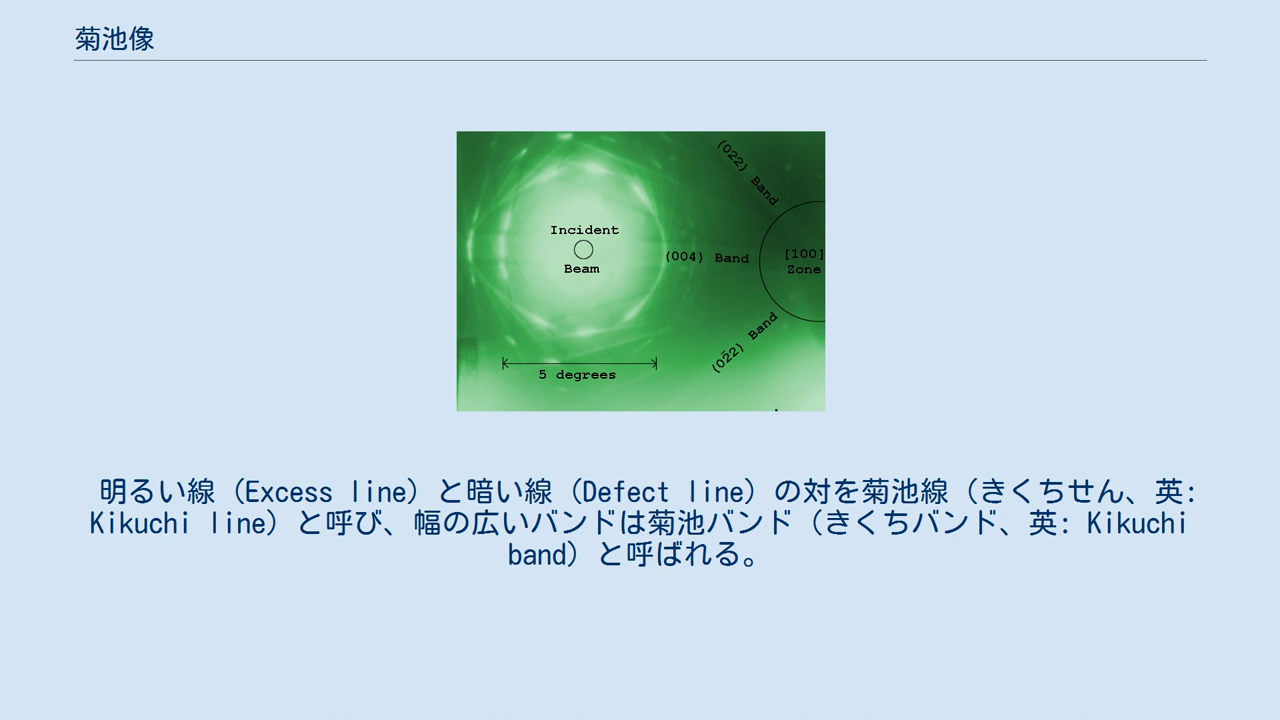 菊池像
(022) Band
Incident
Beam
(004) Band
[100]
Zone
(02̄2) Band
5 degrees
明るい線（Excess line）と暗い線（Defect line）の対を菊池線（きくちせん、英:
Kikuchi line）と呼び、幅の広いバンドは菊池バンド（きくちバンド、英: Kikuchi
band）と呼ばれる。